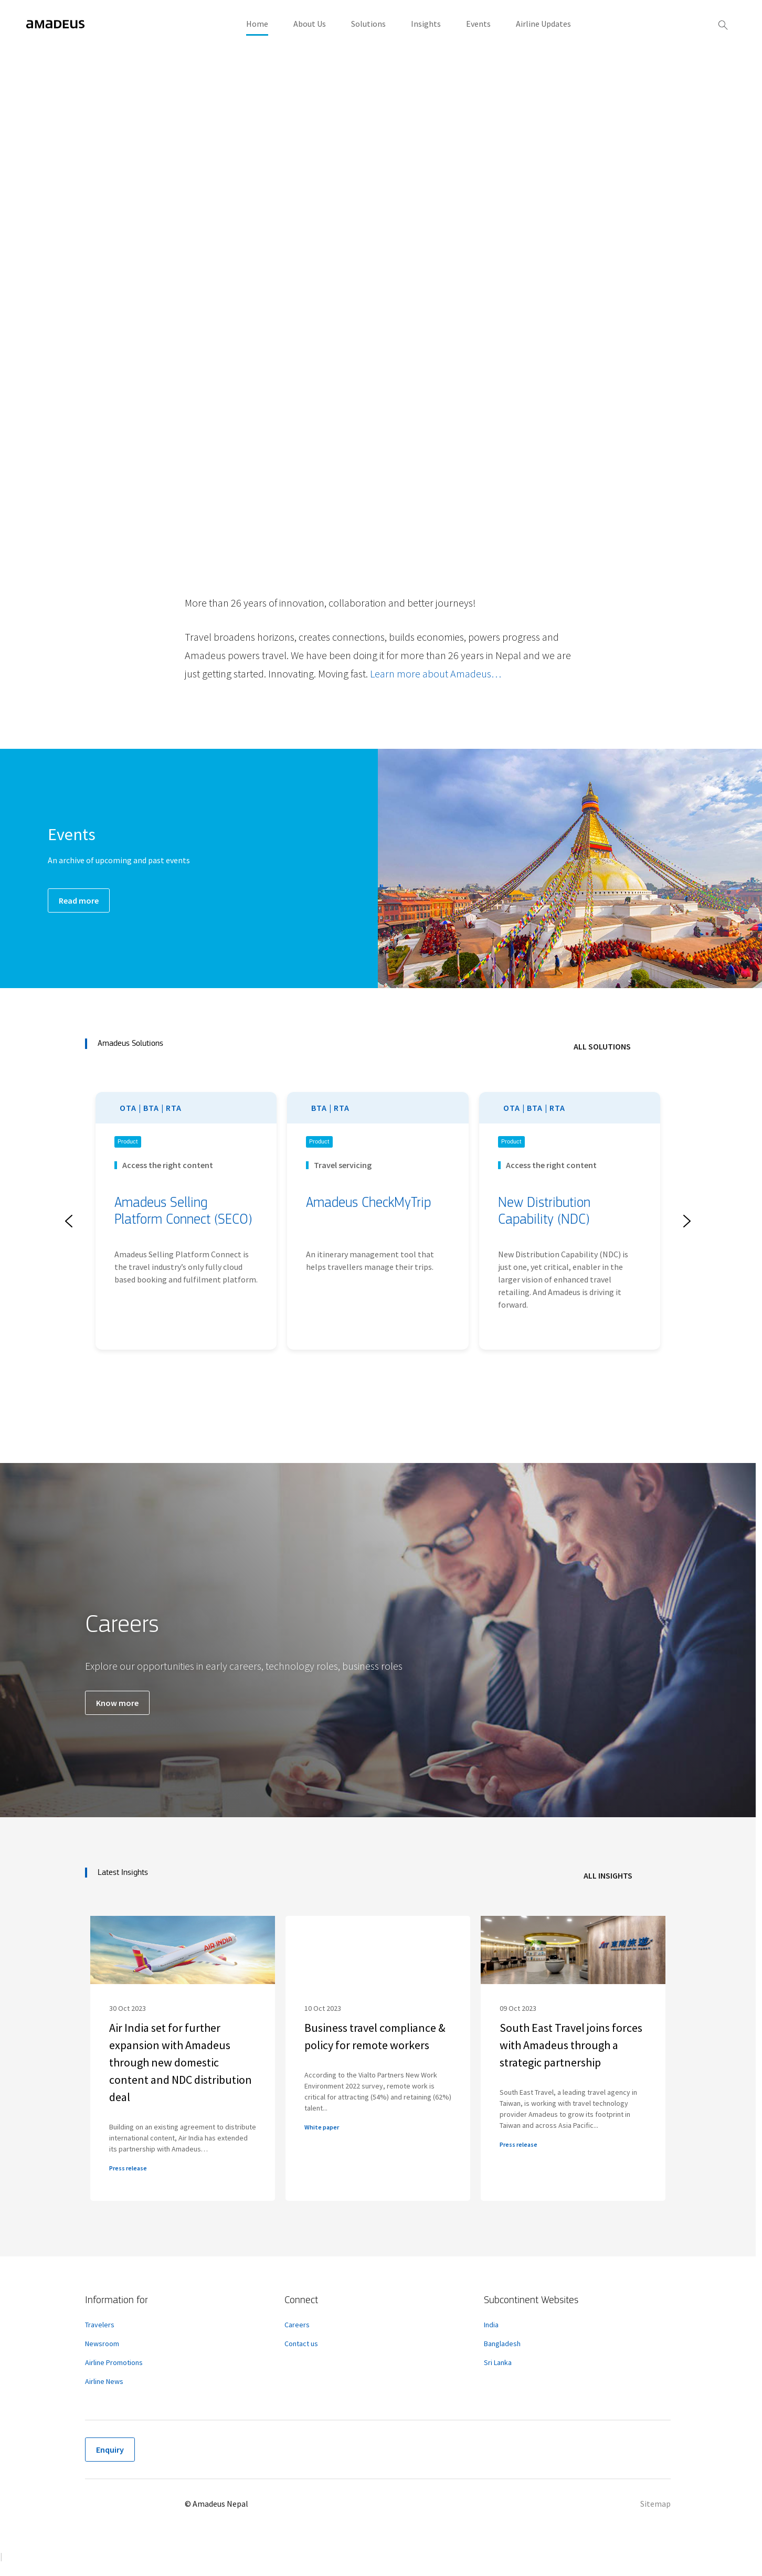 amadeus
Home
About Us
Solutions
Insights
Events
Airline Updates
More than 26 years of innovation, collaboration and better journeys!
Travel broadens horizons, creates connections, builds economies, powers progress and
Amadeus powers travel. We have been doing it for more than 26 years in Nepal and we are
just getting started. Innovating. Moving fast. Learn more about Amadeus…
Events
An archive of upcoming and past events
Read more
Amadeus Solutions
ALL SOLUTIONS
OTA | BTA | RTA
Product
Access the right content
Amadeus Selling
Platform Connect (SECO)
Amadeus Selling Platform Connect is
the travel industry’s only fully cloud
based booking and fulfilment platform.
BTA | RTA
Product
Travel servicing
Amadeus CheckMyTrip
An itinerary management tool that
helps travellers manage their trips.
OTA | BTA | RTA
Product
Access the right content
New Distribution
Capability (NDC)
New Distribution Capability (NDC) is
just one, yet critical, enabler in the
larger vision of enhanced travel
retailing. And Amadeus is driving it
forward.
Careers
Explore our opportunities in early careers, technology roles, business roles
Know more
Latest Insights
ALL INSIGHTS
AIR INDIA
30 Oct 2023
Air India set for further
expansion with Amadeus
through new domestic
content and NDC distribution
deal
Building on an existing agreement to distribute
international content, Air India has extended
its partnership with Amadeus…
Press release
10 Oct 2023
Business travel compliance &
policy for remote workers
According to the Vialto Partners New Work
Environment 2022 survey, remote work is
critical for attracting (54%) and retaining (62%)
talent...
White paper
東南旅遊
09 Oct 2023
South East Travel joins forces
with Amadeus through a
strategic partnership
South East Travel, a leading travel agency in
Taiwan, is working with travel technology
provider Amadeus to grow its footprint in
Taiwan and across Asia Pacific...
Press release
Information for
Travelers
Newsroom
Airline Promotions
Airline News
Connect
Careers
Contact us
Subcontinent Websites
India
Bangladesh
Sri Lanka
Enquiry
© Amadeus Nepal
Sitemap